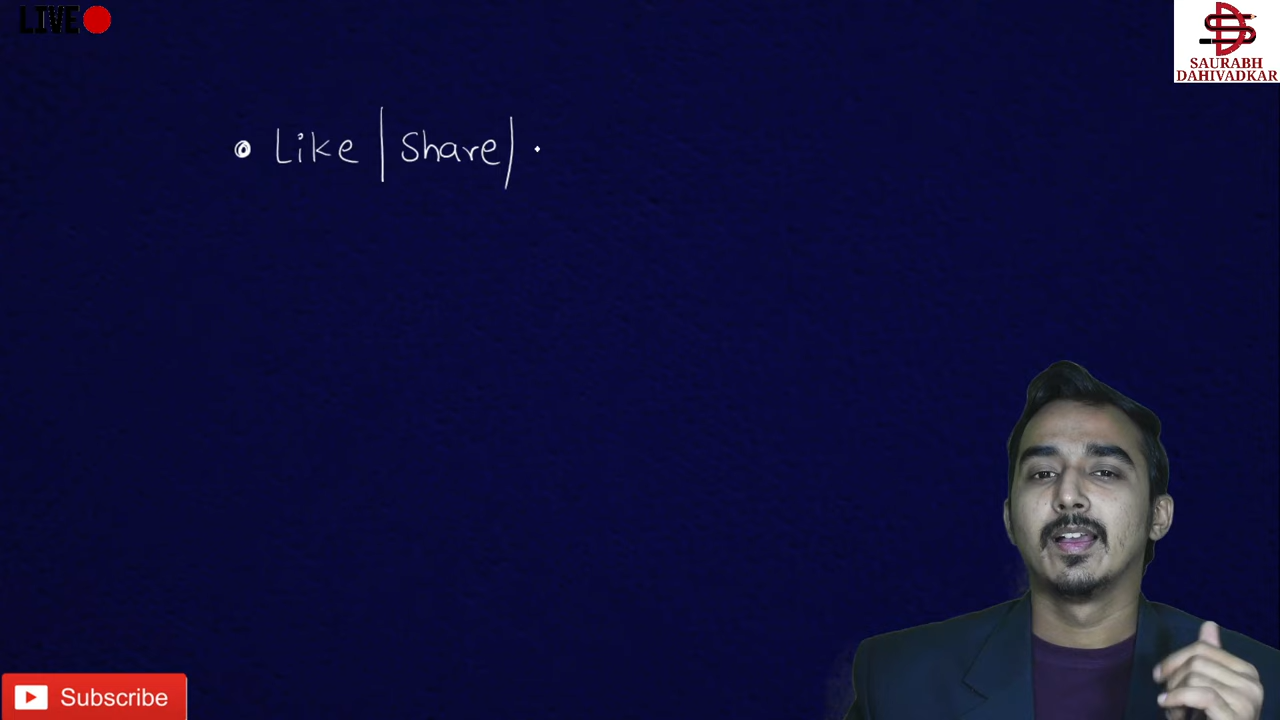 LIVE
SAURABH
DAHIVADKAR
Like | Share |
Subscribe